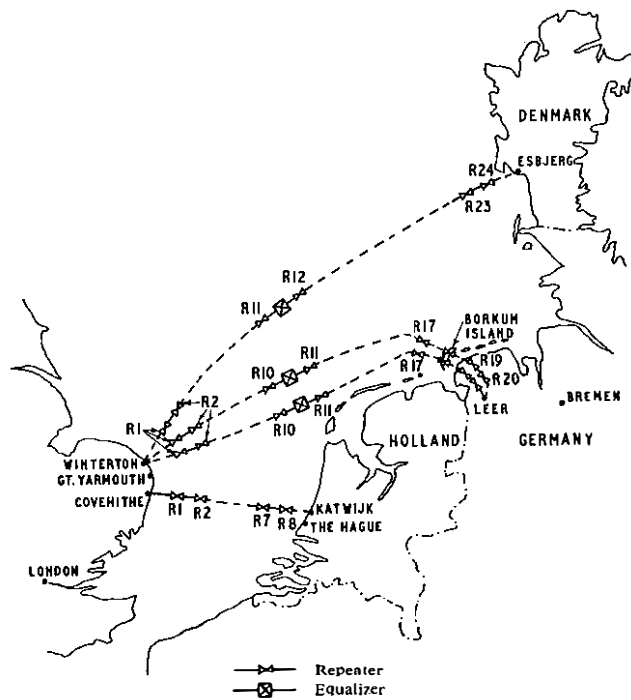 DENMARK
R24
ESBJERG
R23
R12
R11
BORKUM
ISLAND
R17
R11
R10
R17
R19
R20
R2
R11
R10
LEER
BREMEN
R1
HOLLAND
GERMANY
WINTERTON
GT. YARMOUTH
COVEHITHE
R1
R2
R7
R8
KATWIJK
THE HAGUE
LONDON
Repeater
Equalizer